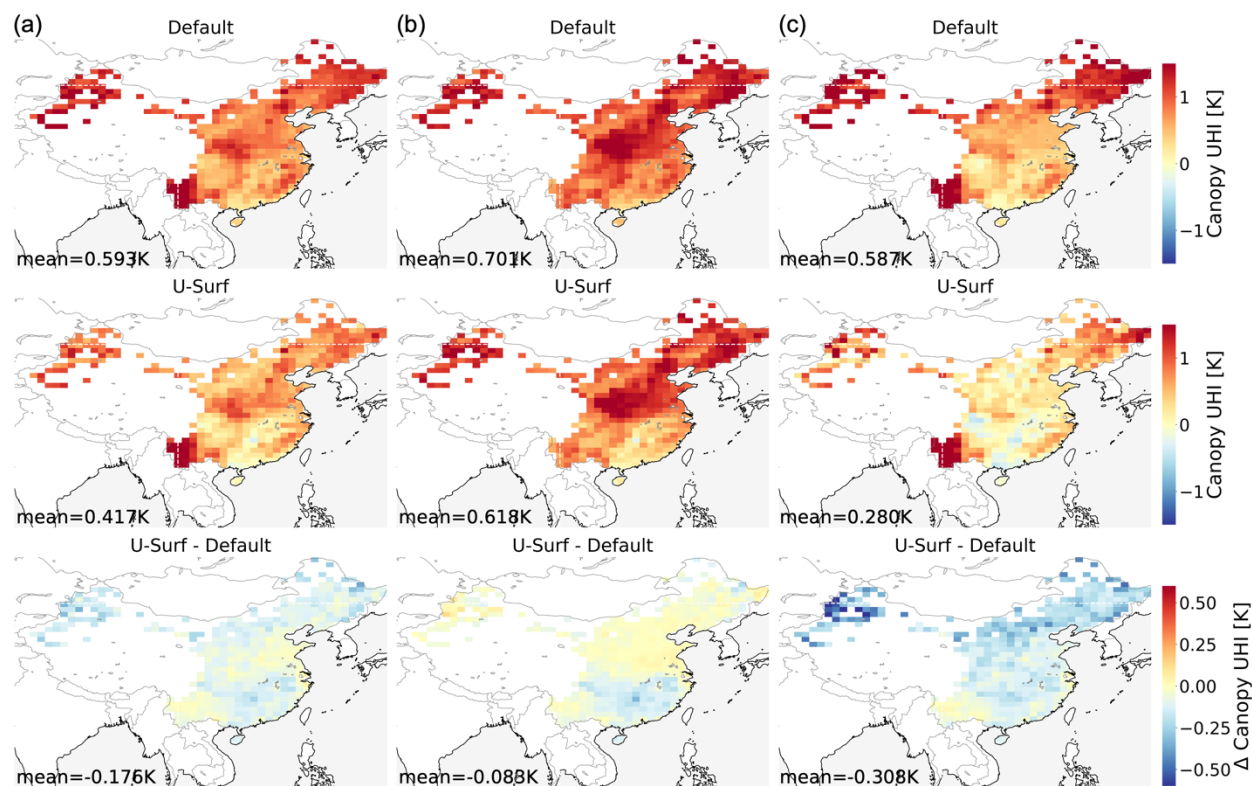 (a)
Default
(b)
Default
(c)
Default
mean=0.593K
mean=0.701K
mean=0.587K
1
0
−1
Canopy UHI [K]
U-Surf
U-Surf
U-Surf
mean=0.417K
mean=0.618K
mean=0.280K
1
0
−1
Canopy UHI [K]
U-Surf - Default
U-Surf - Default
U-Surf - Default
mean=-0.176K
mean=-0.083K
mean=-0.308K
0.50
0.25
0.00
−0.25
−0.50
Δ Canopy UHI [K]